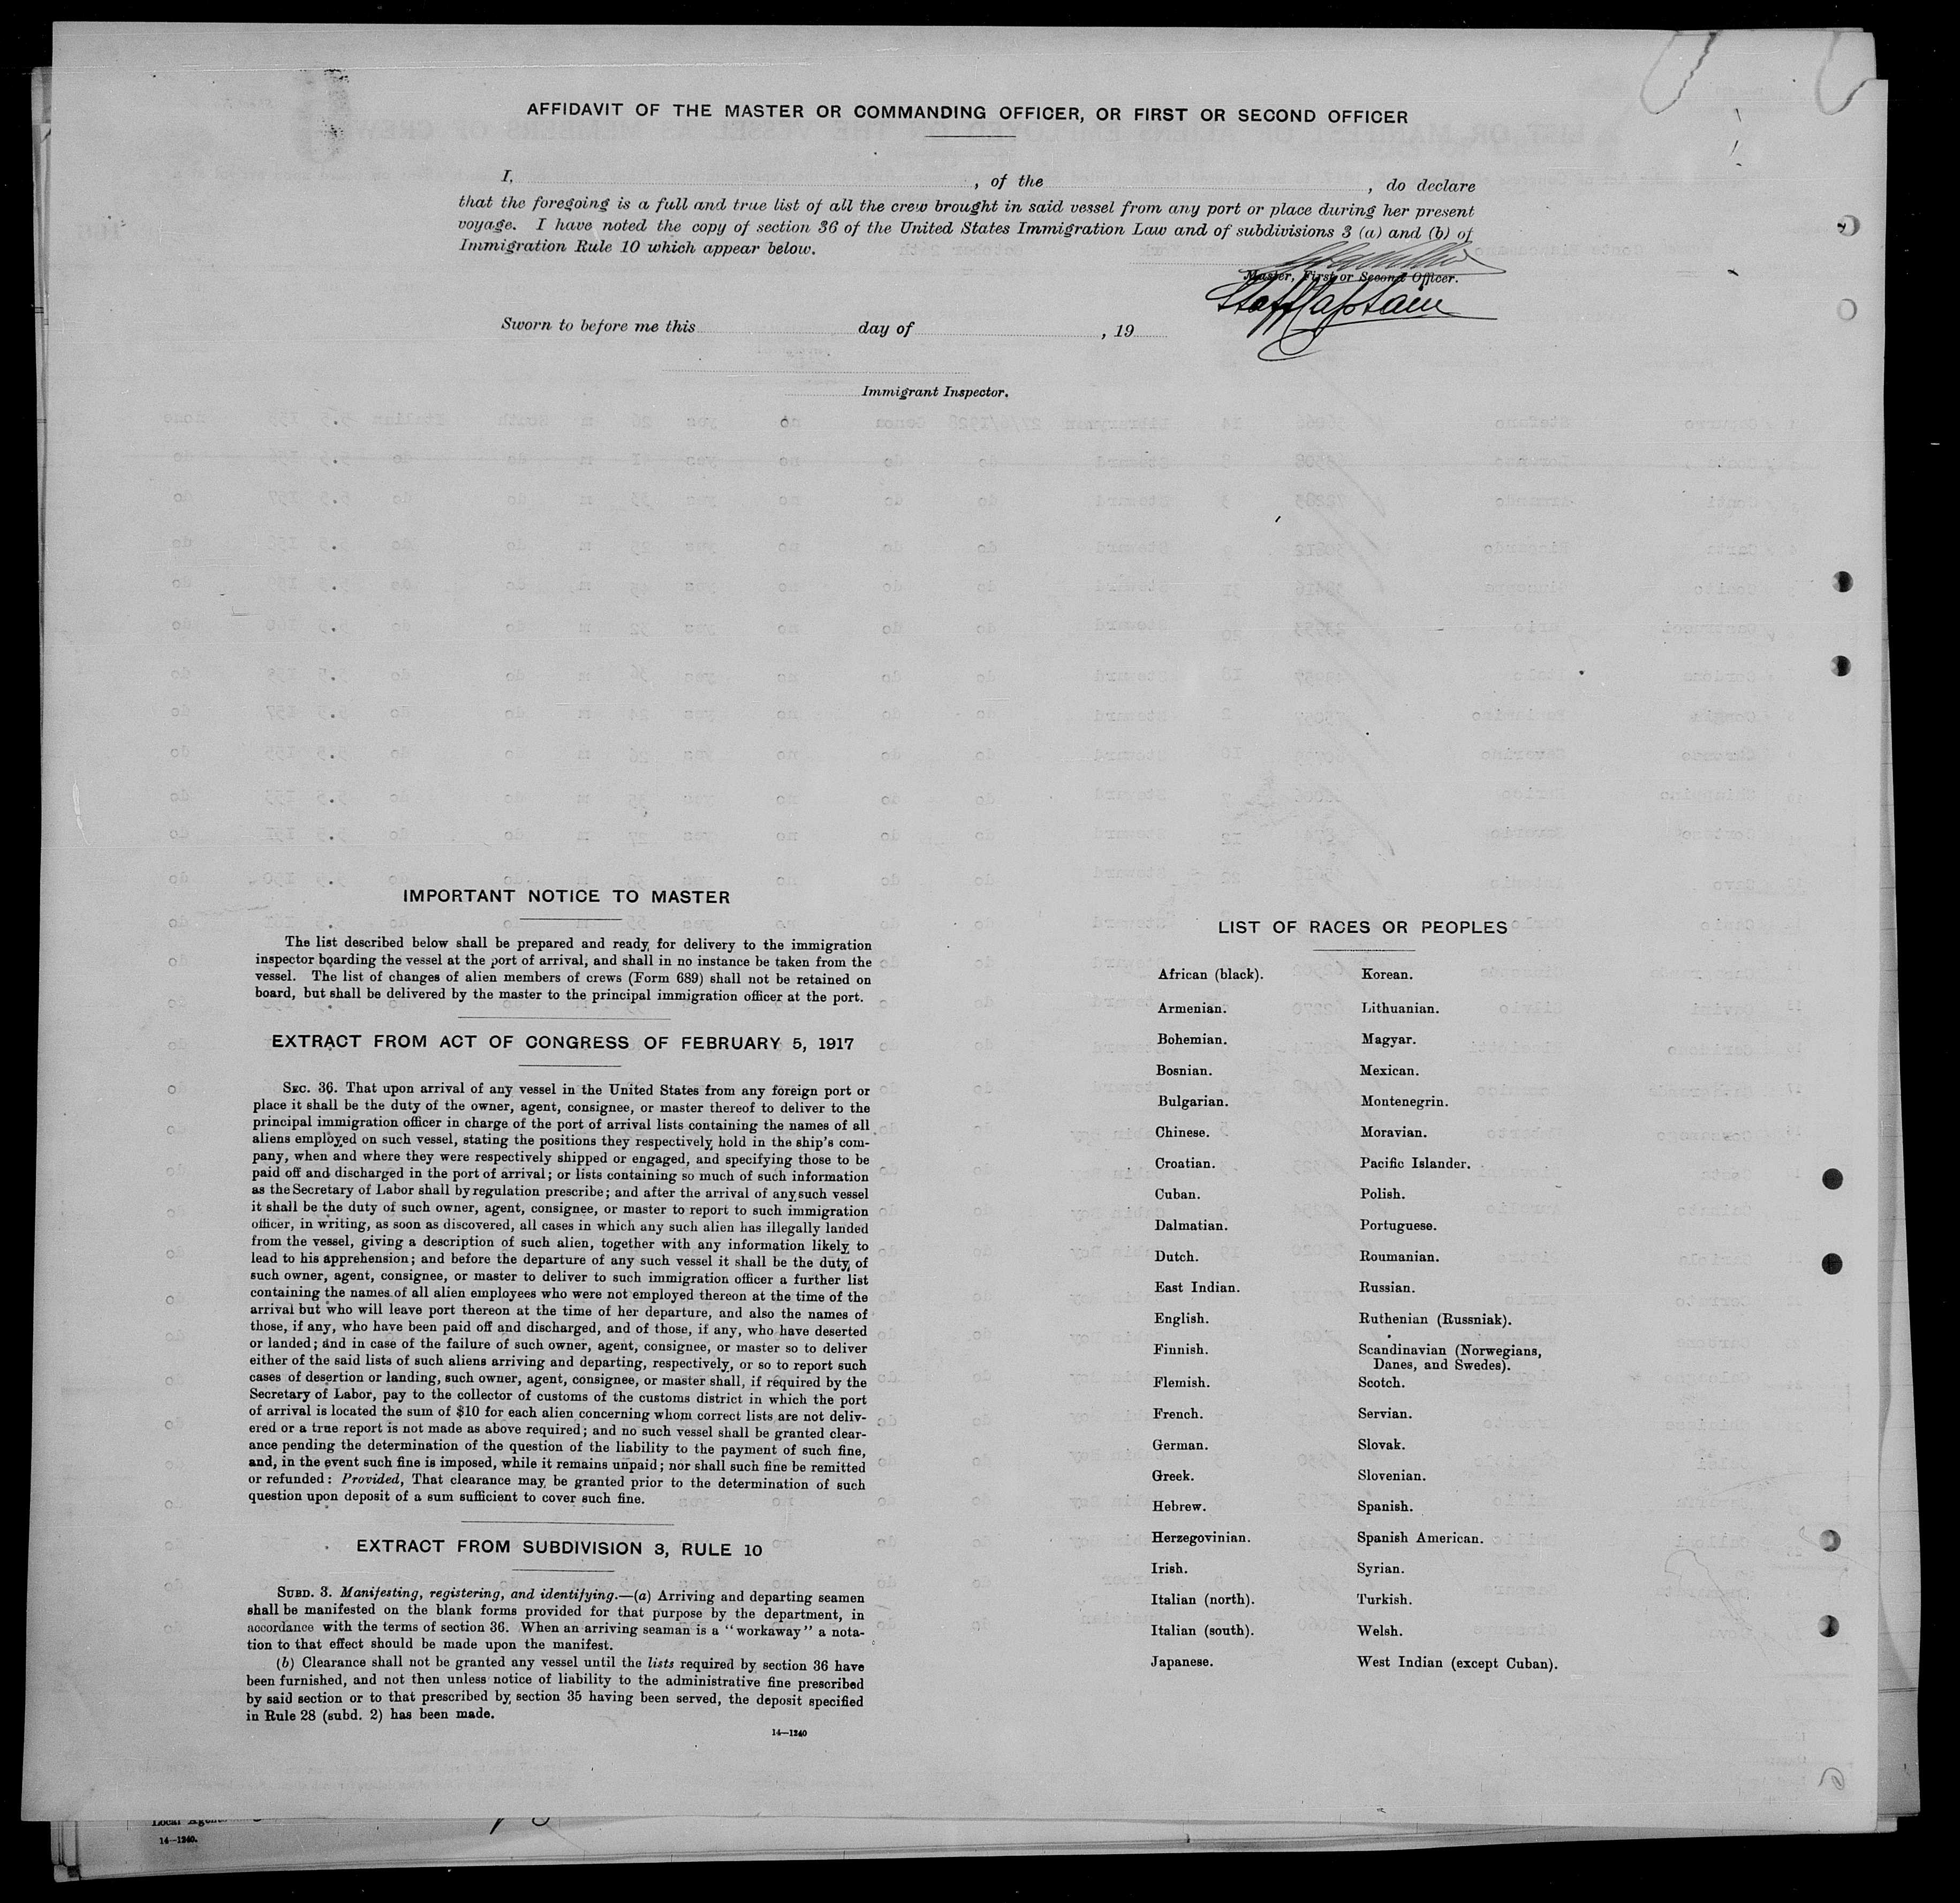 AFFIDAVIT OF THE MASTER OR COMMANDING OFFICER, OR FIRST OR SECOND OFFICER
I, , of the , do declare
that the foregoing is a full and true list of all the crew brought in said vessel from any port or place during her present
voyage. I have noted the copy of section 36 of the United States Immigration Law and of subdivisions 3 (a) and (b) of
Immigration Rule 10 which appear below.
Master, First or Second Officer.
Staff Captain
Sworn to before me this day of , 19
Immigrant Inspector.
IMPORTANT NOTICE TO MASTER
The list described below shall be prepared and ready for delivery to the immigration
inspector boarding the vessel at the port of arrival, and shall in no instance be taken from the
vessel. The list of changes of alien members of crews (Form 689) shall not be retained on
board, but shall be delivered by the master to the principal immigration officer at the port.
EXTRACT FROM ACT OF CONGRESS OF FEBRUARY 5, 1917
SEC. 36. That upon arrival of any vessel in the United States from any foreign port or
place it shall be the duty of the owner, agent, consignee, or master thereof to deliver to the
principal immigration officer in charge of the port of arrival lists containing the names of all
aliens employed on such vessel, stating the positions they respectively hold in the ship's com-
pany, when and where they were respectively shipped or engaged, and specifying those to be
paid off and discharged in the port of arrival; or lists containing so much of such information
as the Secretary of Labor shall by regulation prescribe; and after the arrival of any such vessel
it shall be the duty of such owner, agent, consignee, or master to report to such immigration
officer, in writing, as soon as discovered, all cases in which any such alien has illegally landed
from the vessel, giving a description of such alien, together with any information likely to
lead to his apprehension; and before the departure of any such vessel it shall be the duty of
such owner, agent, consignee, or master to deliver to such immigration officer a further list
containing the names of all alien employees who were not employed thereon at the time of the
arrival but who will leave port thereon at the time of her departure, and also the names of
those, if any, who have been paid off and discharged, and of those, if any, who have deserted
or landed; and in case of the failure of such owner, agent, consignee, or master so to deliver
either of the said lists of such aliens arriving and departing, respectively, or so to report such
cases of desertion or landing, such owner, agent, consignee, or master shall, if required by the
Secretary of Labor, pay to the collector of customs of the customs district in which the port
of arrival is located the sum of $10 for each alien concerning whom correct lists are not deliv-
ered or a true report is not made as above required; and no such vessel shall be granted clear-
ance pending the determination of the question of the liability to the payment of such fine,
and, in the event such fine is imposed, while it remains unpaid; nor shall such fine be remitted
or refunded: Provided, That clearance may be granted prior to the determination of such
question upon deposit of a sum sufficient to cover such fine.
EXTRACT FROM SUBDIVISION 3, RULE 10
SUBD. 3. Manifesting, registering, and identifying.—(a) Arriving and departing seamen
shall be manifested on the blank forms provided for that purpose by the department, in
accordance with the terms of section 36. When an arriving seaman is a "workaway" a nota-
tion to that effect should be made upon the manifest.
(b) Clearance shall not be granted any vessel until the lists required by section 36 have
been furnished, and not then unless notice of liability to the administrative fine prescribed
by said section or to that prescribed by section 35 having been served, the deposit specified
in Rule 28 (subd. 2) has been made.
14—1240
LIST OF RACES OR PEOPLES
African (black). Korean.
Armenian. Lithuanian.
Bohemian. Magyar.
Bosnian. Mexican.
Bulgarian. Montenegrin.
Chinese. Moravian.
Croatian. Pacific Islander.
Cuban. Polish.
Dalmatian. Portuguese.
Dutch. Roumanian.
East Indian. Russian.
English. Ruthenian (Russniak).
Finnish. Scandinavian (Norwegians,
Danes, and Swedes).
Flemish. Scotch.
French. Servian.
German. Slovak.
Greek. Slovenian.
Hebrew. Spanish.
Herzegovinian. Spanish American.
Irish. Syrian.
Italian (north). Turkish.
Italian (south). Welsh.
Japanese. West Indian (except Cuban).
Local Agent
14—1240.